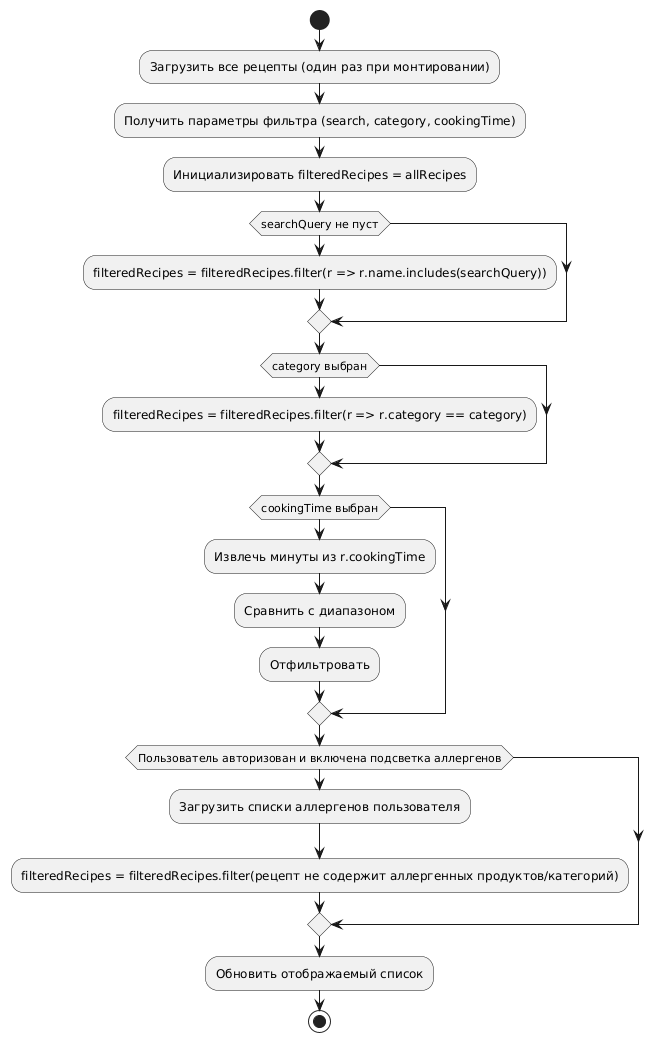 Загрузить все рецепты (один раз при монтировании)
Получить параметры фильтра (search, category, cookingTime)
Инициализировать filteredRecipes = allRecipes
searchQuery не пуст
filteredRecipes = filteredRecipes.filter(r => r.name.includes(searchQuery))
category выбран
filteredRecipes = filteredRecipes.filter(r => r.category == category)
cookingTime выбран
Извлечь минуты из r.cookingTime
Сравнить с диапазоном
Отфильтровать
Пользователь авторизован и включена подсветка аллергенов
Загрузить списки аллергенов пользователя
filteredRecipes = filteredRecipes.filter(рецепт не содержит аллергенных продуктов/категорий)
Обновить отображаемый список